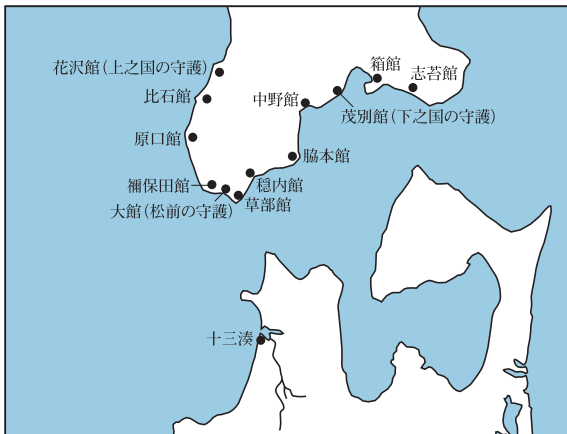 花沢館(上之国の守護)
比石館
原口館
禰保田館
大館(松前の守護)
草部館
穏内館
脇本館
中野館
茂別館(下之国の守護)
箱館
志苔館
十三湊